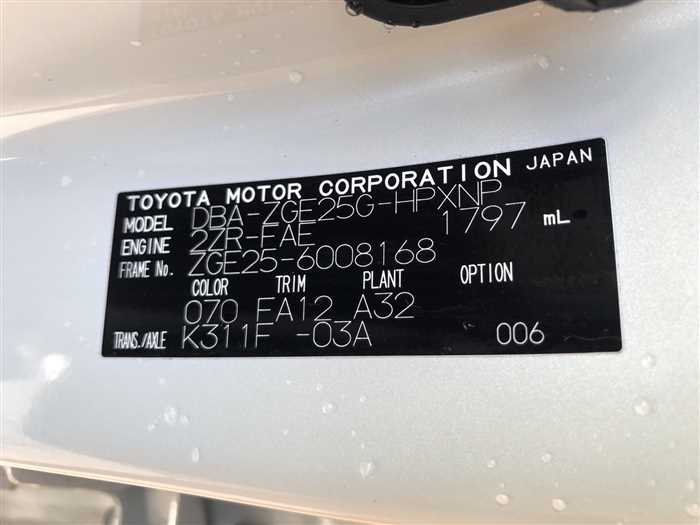 TOYOTA MOTOR CORPORATION JAPAN
MODEL DBA-ZGE25G-HPXNP
ENGINE 2ZR-FAE 1797 mL
FRAME No. ZGE25-6008168
COLOR TRIM PLANT OPTION
070 FA12 A32
TRANS./AXLE K311F -03A 006